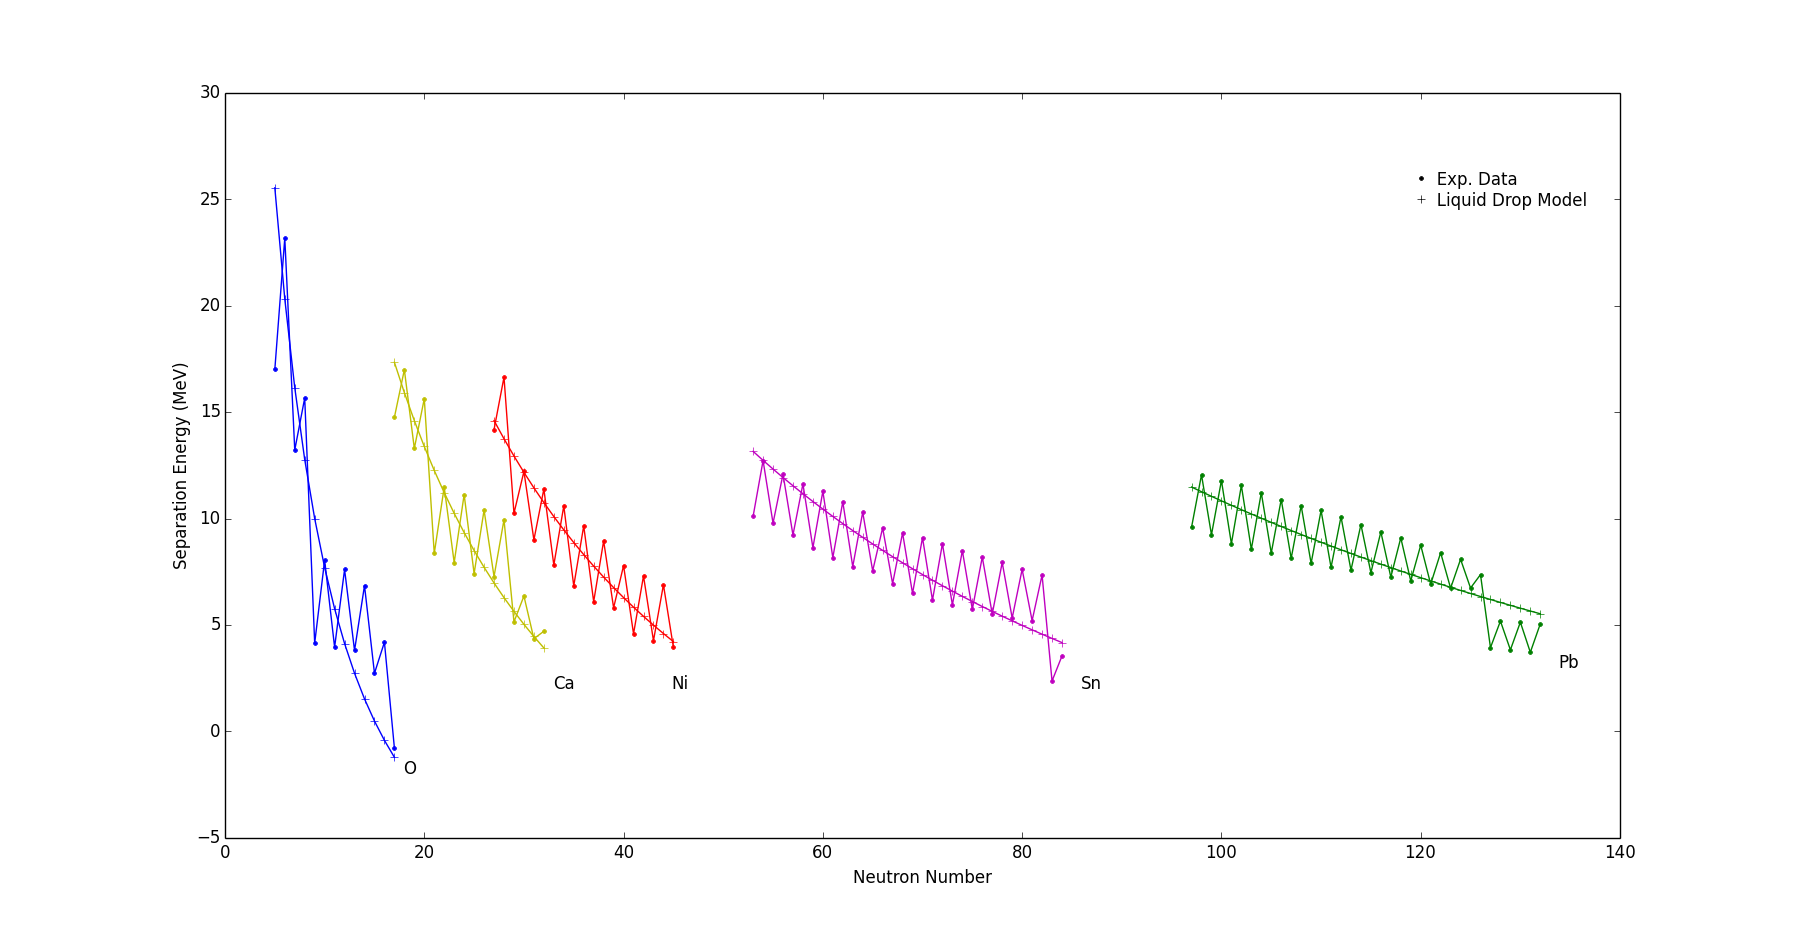 30
25
20
15
10
5
0
−5
Separation Energy (MeV)
Exp. Data
Liquid Drop Model
O
Ca
Ni
Sn
Pb
0 20 40 60 80 100 120 140
Neutron Number